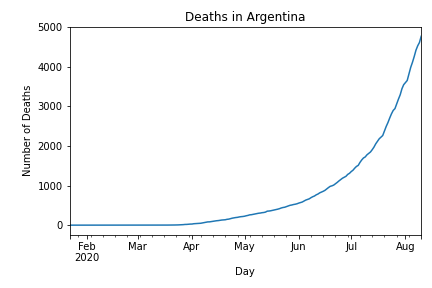 Deaths in Argentina
Number of Deaths
5000
4000
3000
2000
1000
0
Feb Mar Apr May Jun Jul Aug
2020
Day